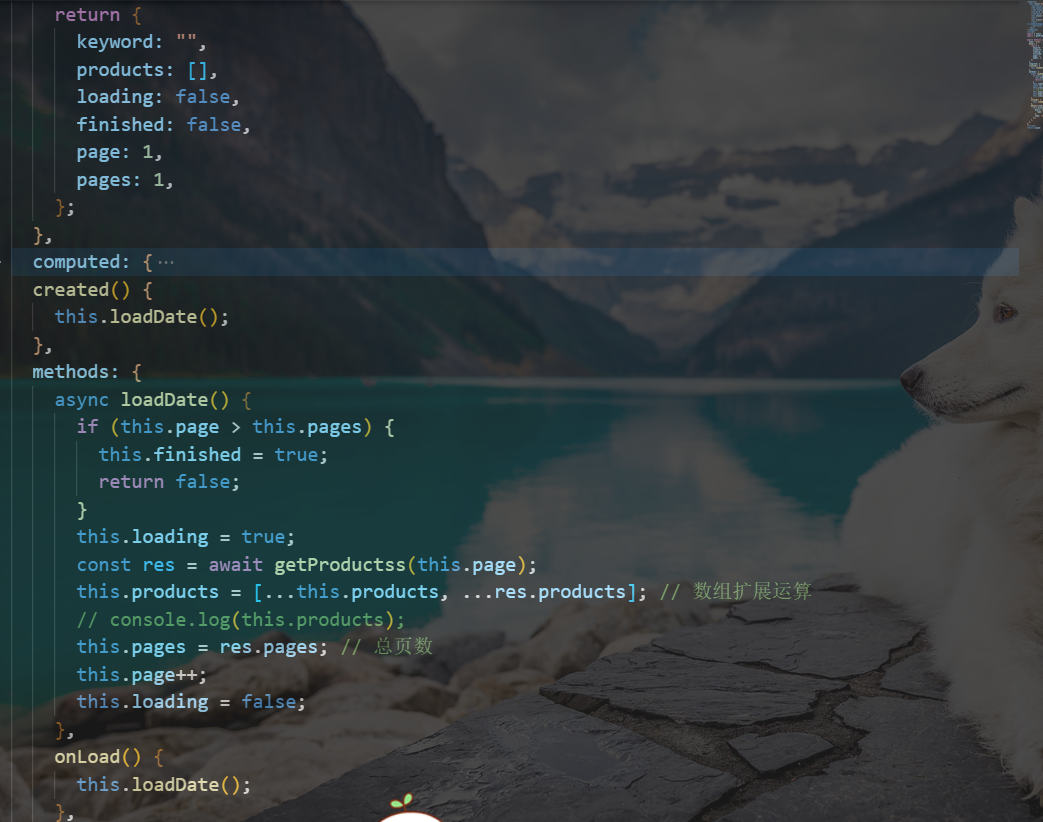 return {
keyword: "",
products: [],
loading: false,
finished: false,
page: 1,
pages: 1,
};
},
computed: {···
created() {
this.loadDate();
},
methods: {
async loadDate() {
if (this.page > this.pages) {
this.finished = true;
return false;
}
this.loading = true;
const res = await getProductss(this.page);
this.products = [...this.products, ...res.products]; // 数组扩展运算
// console.log(this.products);
this.pages = res.pages; // 总页数
this.page++;
this.loading = false;
},
onLoad() {
this.loadDate();
},